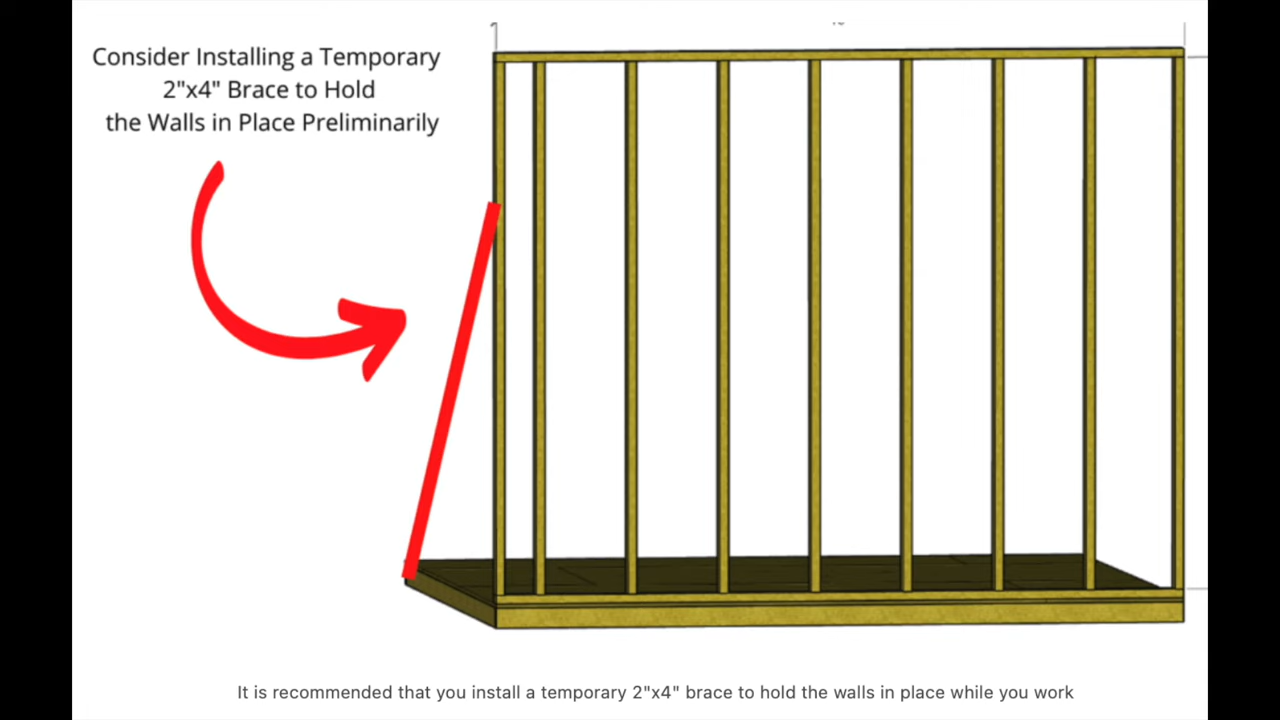 Consider Installing a Temporary
2"x4" Brace to Hold
the Walls in Place Preliminarily
It is recommended that you install a temporary 2"x4" brace to hold the walls in place while you work